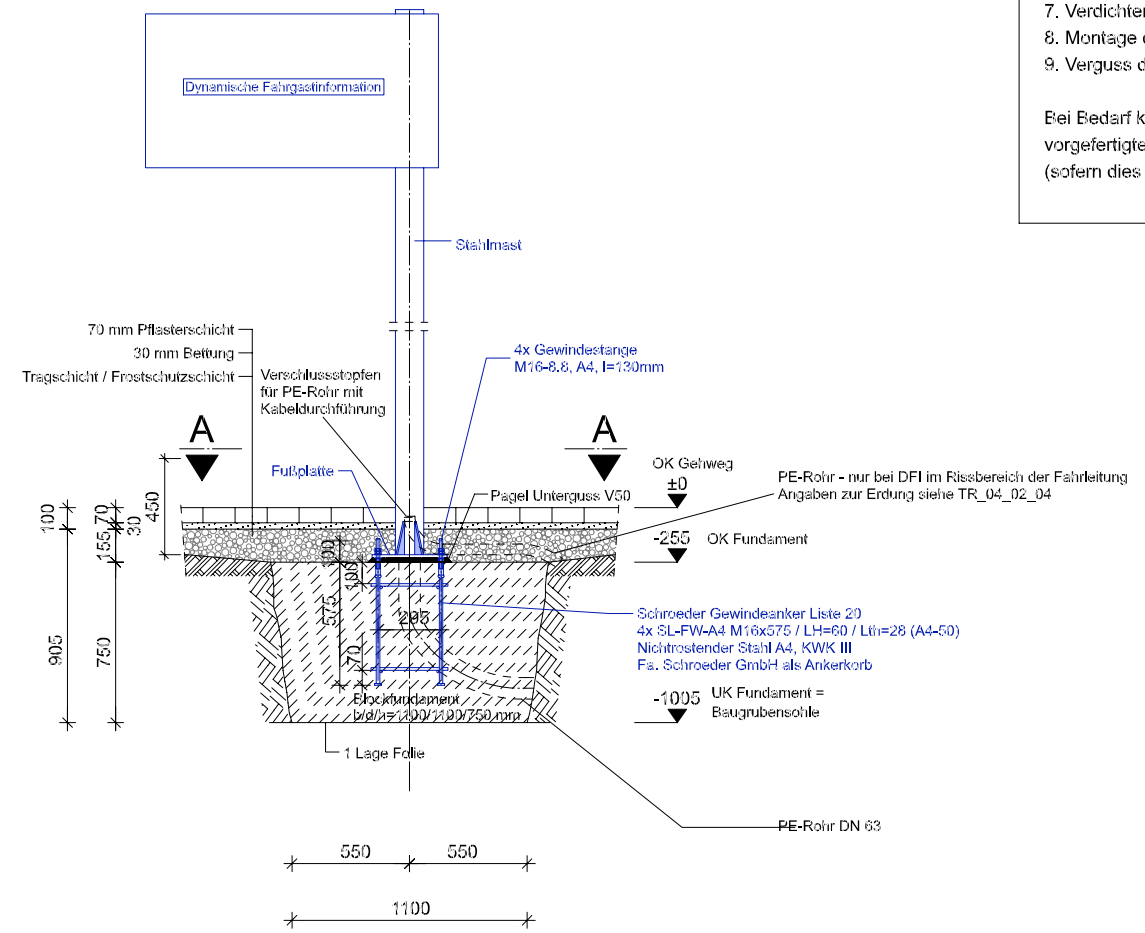 7. Verdichten
8. Montage
9. Verguss d
Bei Bedarf k
vorgefertigte
(sofern dies
Dynamische Fahrgastinformation
Stahlmast
70 mm Pflasterschicht
30 mm Bettung
Tragschicht / Frostschutzschicht
Verschlussstopfen
für PE-Rohr mit
Kabeldurchführung
4x Gewindestange
M16-8.8, A4, l=130mm
A
A
Fußplatte
Pagel Unterguss V50
OK Gehweg
±0
PE-Rohr - nur bei DFI im Rissbereich der Fahrleitung
Angaben zur Erdung siehe TR_04_02_04
-255 OK Fundament
100
70
30
450
155
100
100
575
295
70
905
750
Schroeder Gewindeanker Liste 20
4x SL-FW-A4 M16x575 / LH=60 / Lth=28 (A4-50)
Nichtrostender Stahl A4, KWK III
Fa. Schroeder GmbH als Ankerkorb
-1005 UK Fundament =
Baugrubensohle
Blockfundament
b/d/h=1100/1100/750 mm
1 Lage Folie
PE-Rohr DN 63
550
550
1100